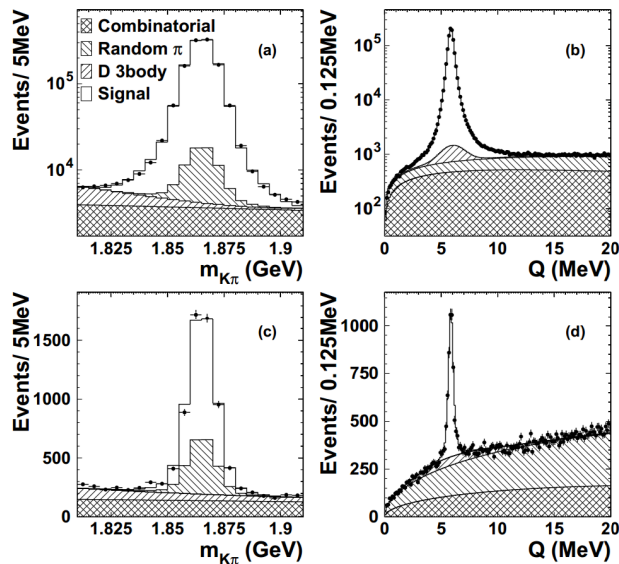 Combinatorial
Random π
D 3body
Signal
(a)
Events/ 5MeV
10^5
10^4
1.825 1.85 1.875 1.9
m_Kπ (GeV)
(b)
Events/ 0.125MeV
10^5
10^4
10^3
10^2
0 5 10 15 20
Q (MeV)
(c)
Events/ 5MeV
1500
1000
500
0
1.825 1.85 1.875 1.9
m_Kπ (GeV)
(d)
Events/ 0.125MeV
1000
750
500
250
0
0 5 10 15 20
Q (MeV)